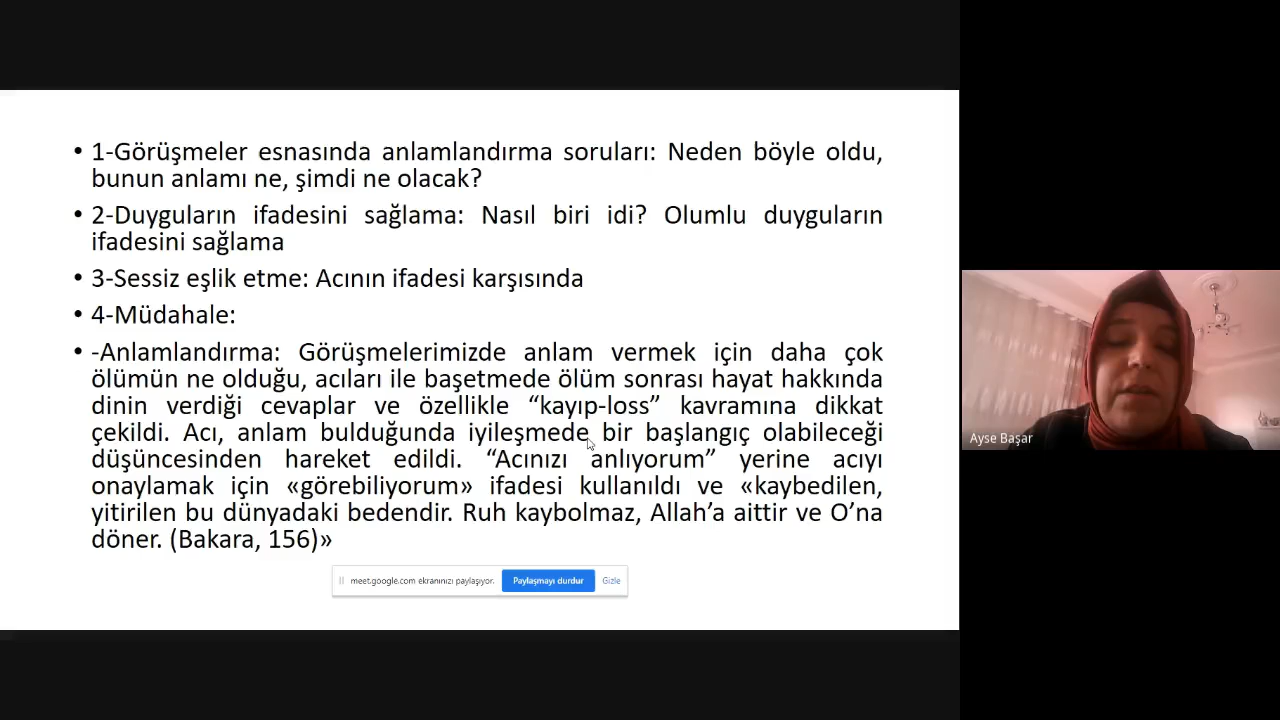 • 1-Görüşmeler esnasında anlamlandırma soruları: Neden böyle oldu,
bunun anlamı ne, şimdi ne olacak?
• 2-Duyguların ifadesini sağlama: Nasıl biri idi? Olumlu duyguların
ifadesini sağlama
• 3-Sessiz eşlik etme: Acının ifadesi karşısında
• 4-Müdahale:
• -Anlamlandırma: Görüşmelerimizde anlam vermek için daha çok
ölümün ne olduğu, acıları ile başetmede ölüm sonrası hayat hakkında
dinin verdiği cevaplar ve özellikle “kayıp-loss” kavramına dikkat
çekildi. Acı, anlam bulduğunda iyileşmede bir başlangıç olabileceği
düşüncesinden hareket edildi. “Acınızı anlıyorum” yerine acıyı
onaylamak için «görebiliyorum» ifadesi kullanıldı ve «kaybedilen,
yitirilen bu dünyadaki bedendir. Ruh kaybolmaz, Allah’a aittir ve O’na
döner. (Bakara, 156)»
meet.google.com ekranınızı paylaşıyor. Paylaşmayı durdur Gizle
Ayse Başar